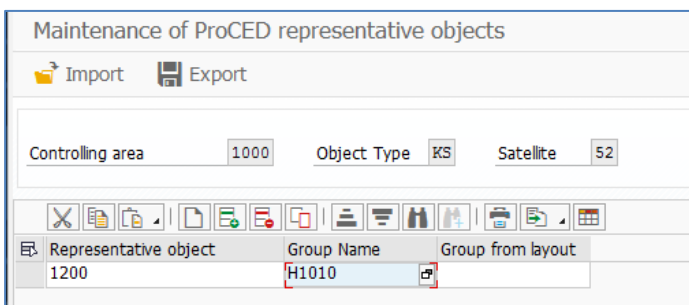 Maintenance of ProCED representative objects
Import Export
Controlling area 1000 Object Type KS Satellite 52
Representative object Group Name Group from layout
1200 H1010